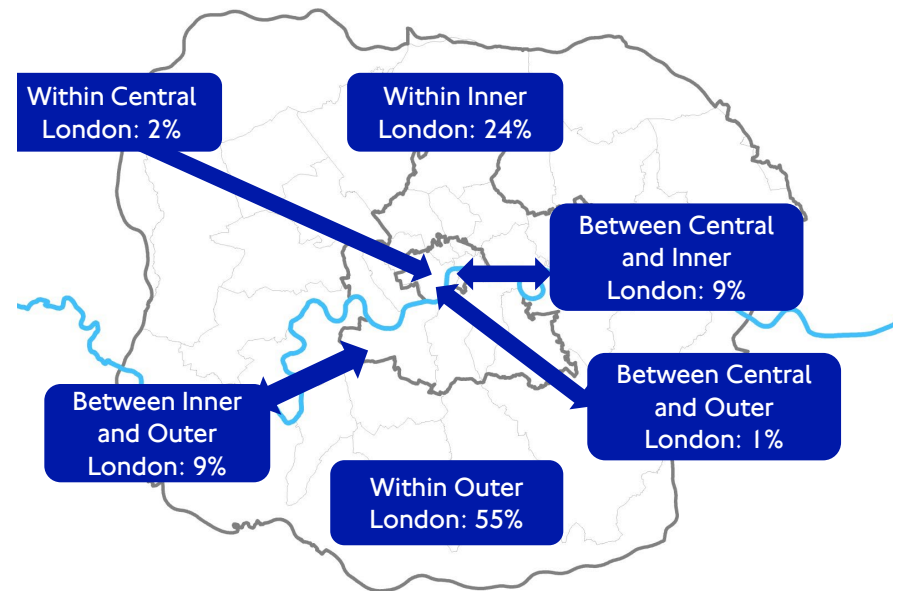 Within Central
London: 2%
Within Inner
London: 24%
Between Central
and Inner
London: 9%
Between Inner
and Outer
London: 9%
Between Central
and Outer
London: 1%
Within Outer
London: 55%